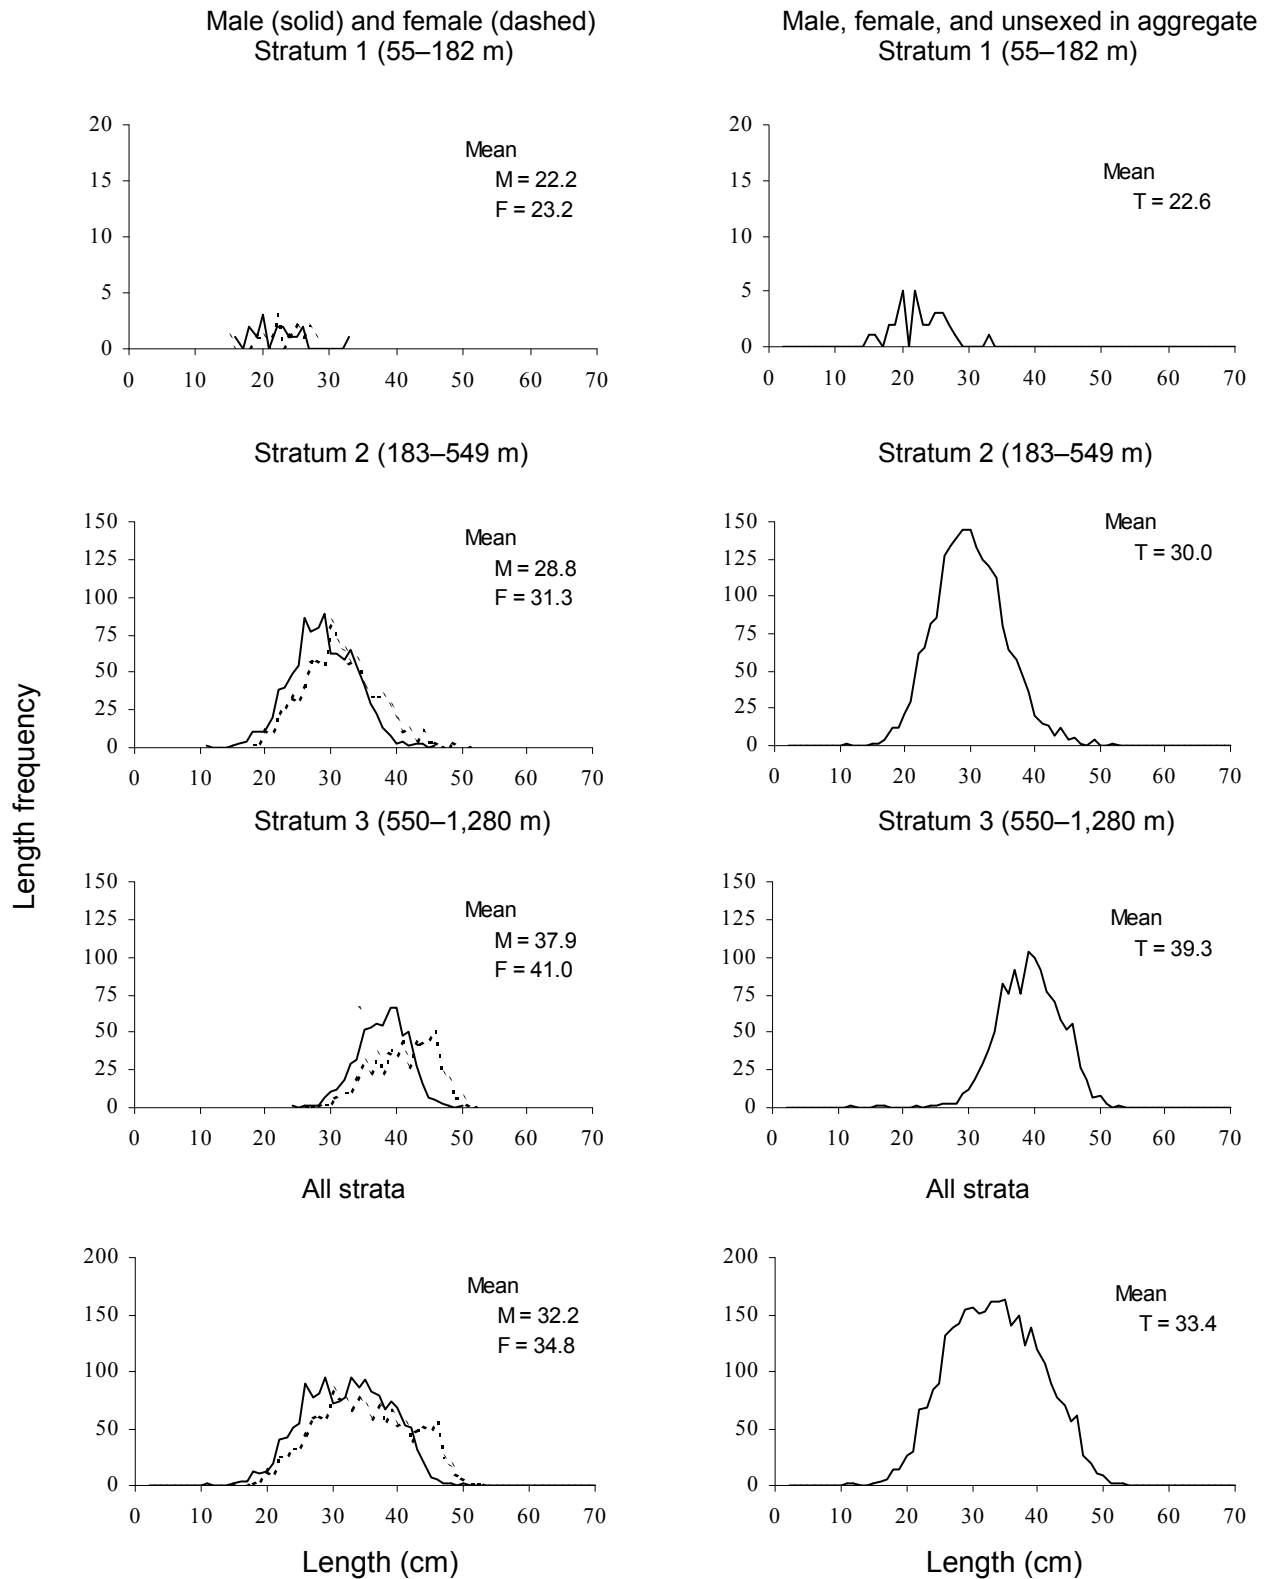 Male (solid) and female (dashed)
Stratum 1 (55–182 m)
Male, female, and unsexed in aggregate
Stratum 1 (55–182 m)
20
15
10
5
0
0 10 20 30 40 50 60 70
Mean
M = 22.2
F = 23.2
20
15
10
5
0
0 10 20 30 40 50 60 70
Mean
T = 22.6
Stratum 2 (183–549 m)
150
125
100
75
50
25
0
0 10 20 30 40 50 60 70
Mean
M = 28.8
F = 31.3
Stratum 2 (183–549 m)
150
125
100
75
50
25
0
0 10 20 30 40 50 60 70
Mean
T = 30.0
Length frequency
Stratum 3 (550–1,280 m)
150
125
100
75
50
25
0
0 10 20 30 40 50 60 70
Mean
M = 37.9
F = 41.0
Stratum 3 (550–1,280 m)
150
125
100
75
50
25
0
0 10 20 30 40 50 60 70
Mean
T = 39.3
All strata
200
150
100
50
0
0 10 20 30 40 50 60 70
Mean
M = 32.2
F = 34.8
Length (cm)
All strata
200
150
100
50
0
0 10 20 30 40 50 60 70
Mean
T = 33.4
Length (cm)